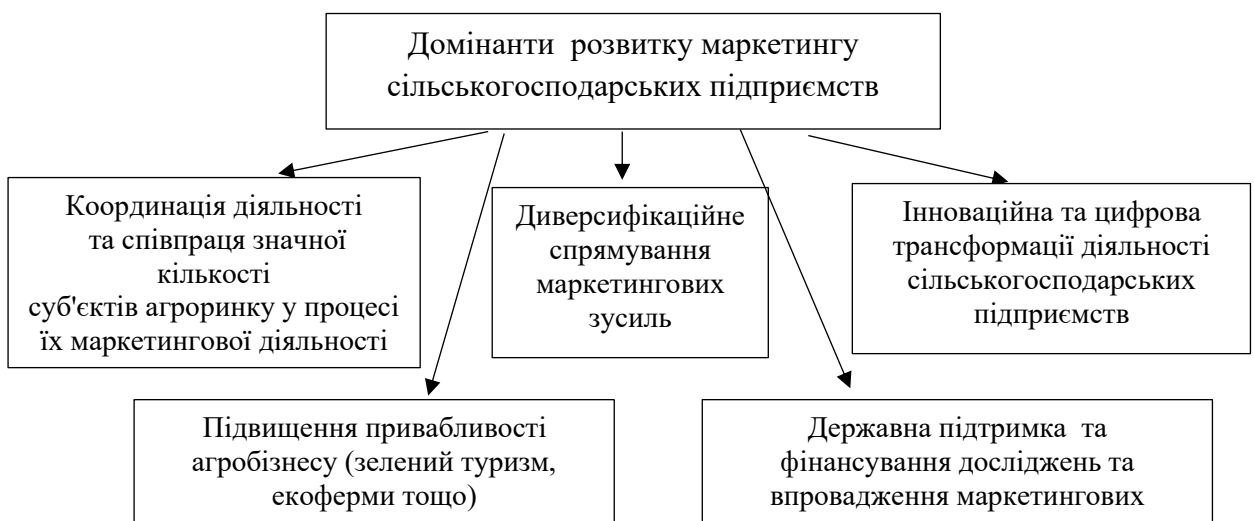 Домінанти розвитку маркетингу
сільськогосподарських підприємств
Координація діяльності
та співпраця значної
кількості
суб'єктів агроринку у процесі
їх маркетингової діяльності
Диверсифікаційне
спрямування
маркетингових
зусиль
Інноваційна та цифрова
трансформації діяльності
сільськогосподарських
підприємств
Підвищення привабливості
агробізнесу (зелений туризм,
екоферми тощо)
Державна підтримка та
фінансування досліджень та
впровадження маркетингових